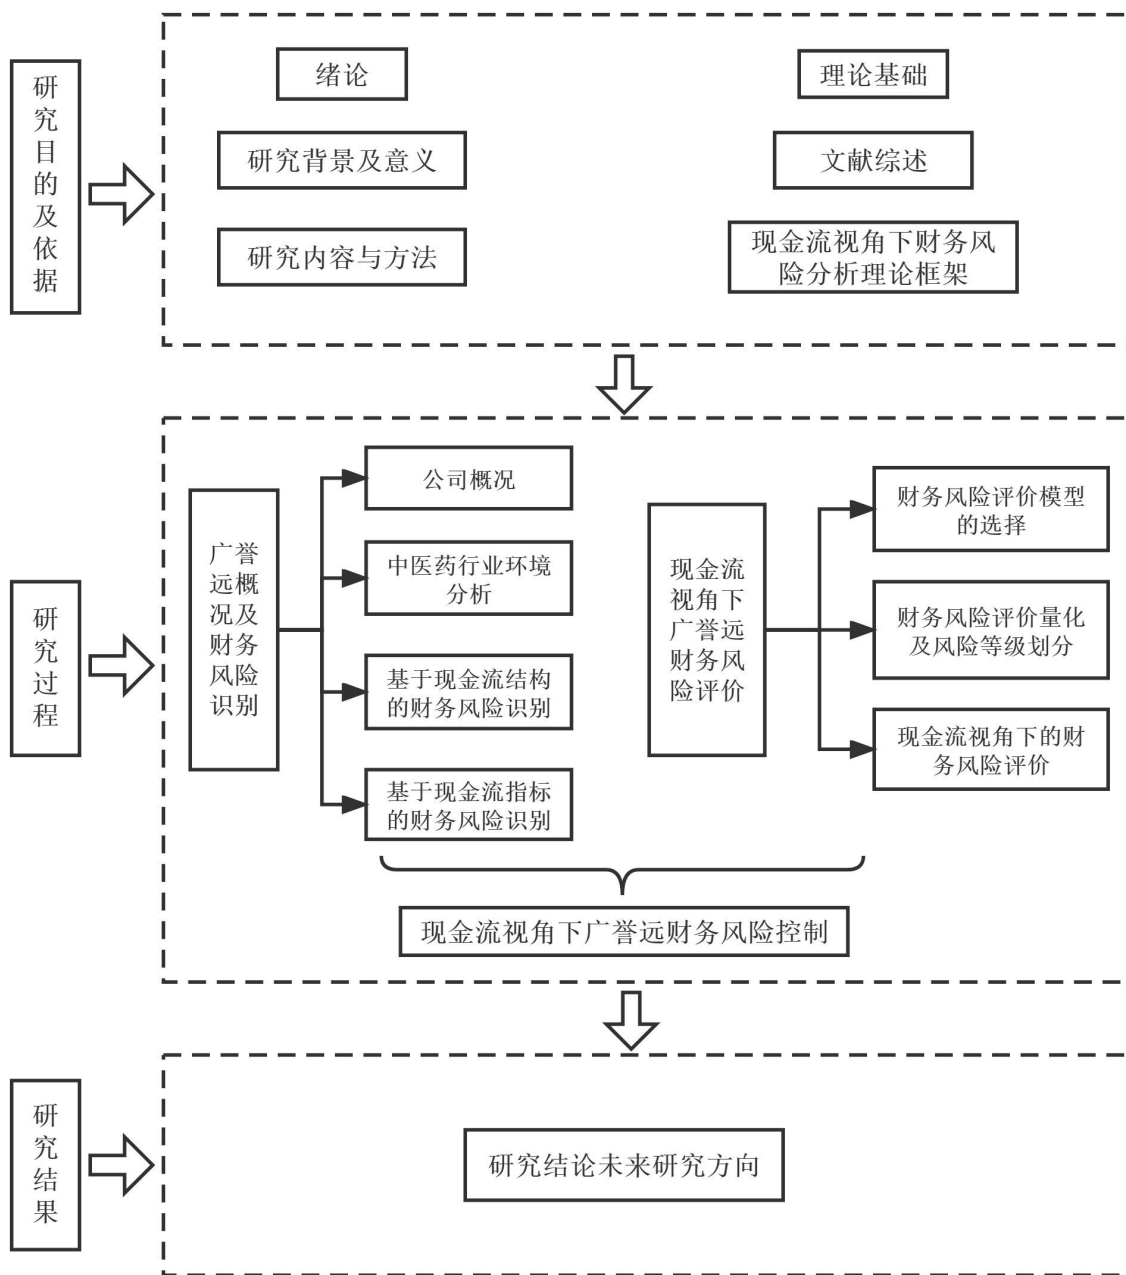 研究目的及依据
绪论
理论基础
研究背景及意义
文献综述
研究内容与方法
现金流视角下财务风
险分析理论框架
研究过程
广誉
远概
况及
财务
风险
识别
公司概况
中医药行业环境
分析
基于现金流结构
的财务风险识别
基于现金流指标
的财务风险识别
现金流
视角下
广誉远
财务风
险评价
财务风险评价模型
的选择
财务风险评价量化
及风险等级划分
现金流视角下的财
务风险评价
现金流视角下广誉远财务风险控制
研究结果
研究结论未来研究方向